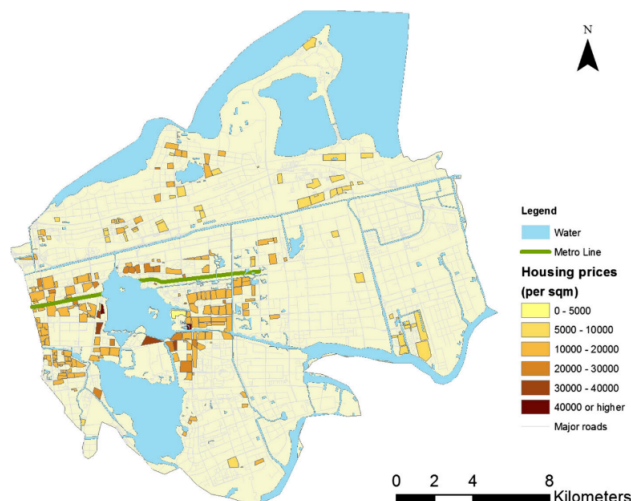 N
Legend
Water
Metro Line
Housing prices
(per sqm)
0 - 5000
5000 - 10000
10000 - 20000
20000 - 30000
30000 - 40000
40000 or higher
Major roads
0 2 4 8
Kilometers